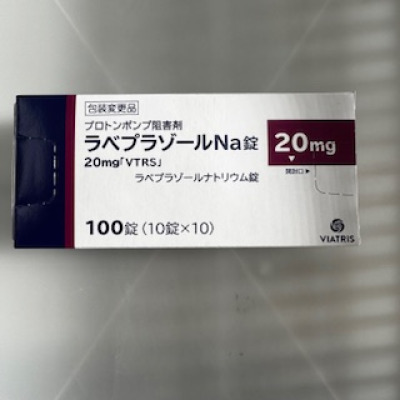 包装変更品
プロトンポンプ阻害剤
ラベプラゾールNa錠
20mg「VTRS」
ラベプラゾールナトリウム錠
100錠(10錠×10)
20mg
開封口
VIATRIS